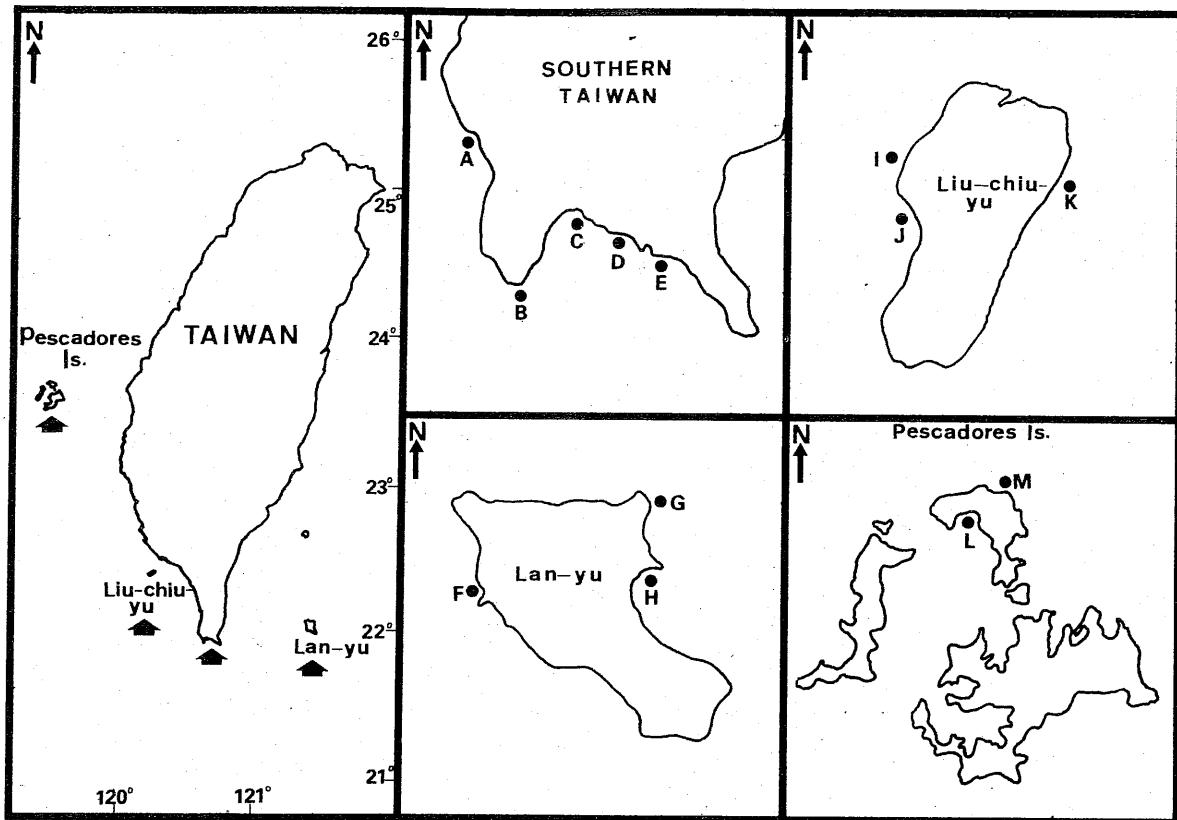 N
26°
25°
TAIWAN
24°
Pescadores
Is.
23°
Liu-chiu-
yu
22°
Lan-yu
21°
120°
121°
N
SOUTHERN
TAIWAN
A
C
D
E
B
N
I
Liu-chiu-
yu
K
J
N
G
Lan-yu
F
H
Pescadores Is.
N
M
L